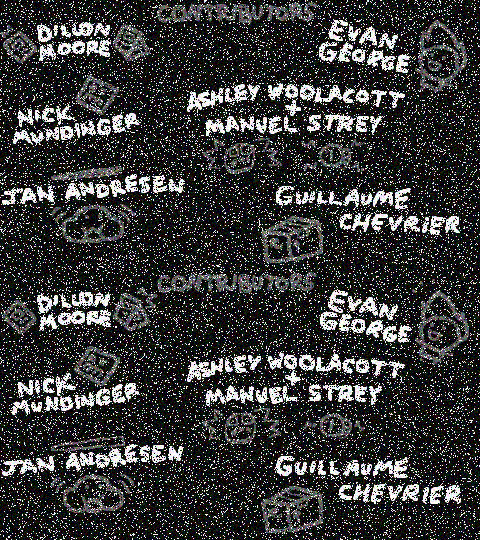 CONTRIBUTORS
DILLON
MOORE
EVAN
GEORGE
NICK
MUNDINGER
ASHLEY WOOLACOTT
+
MANUEL STREY
JAN ANDRESEN
GUILLAUME
CHEVRIER
CONTRIBUTORS
DILLON
MOORE
EVAN
GEORGE
NICK
MUNDINGER
ASHLEY WOOLACOTT
+
MANUEL STREY
JAN ANDRESEN
GUILLAUME
CHEVRIER